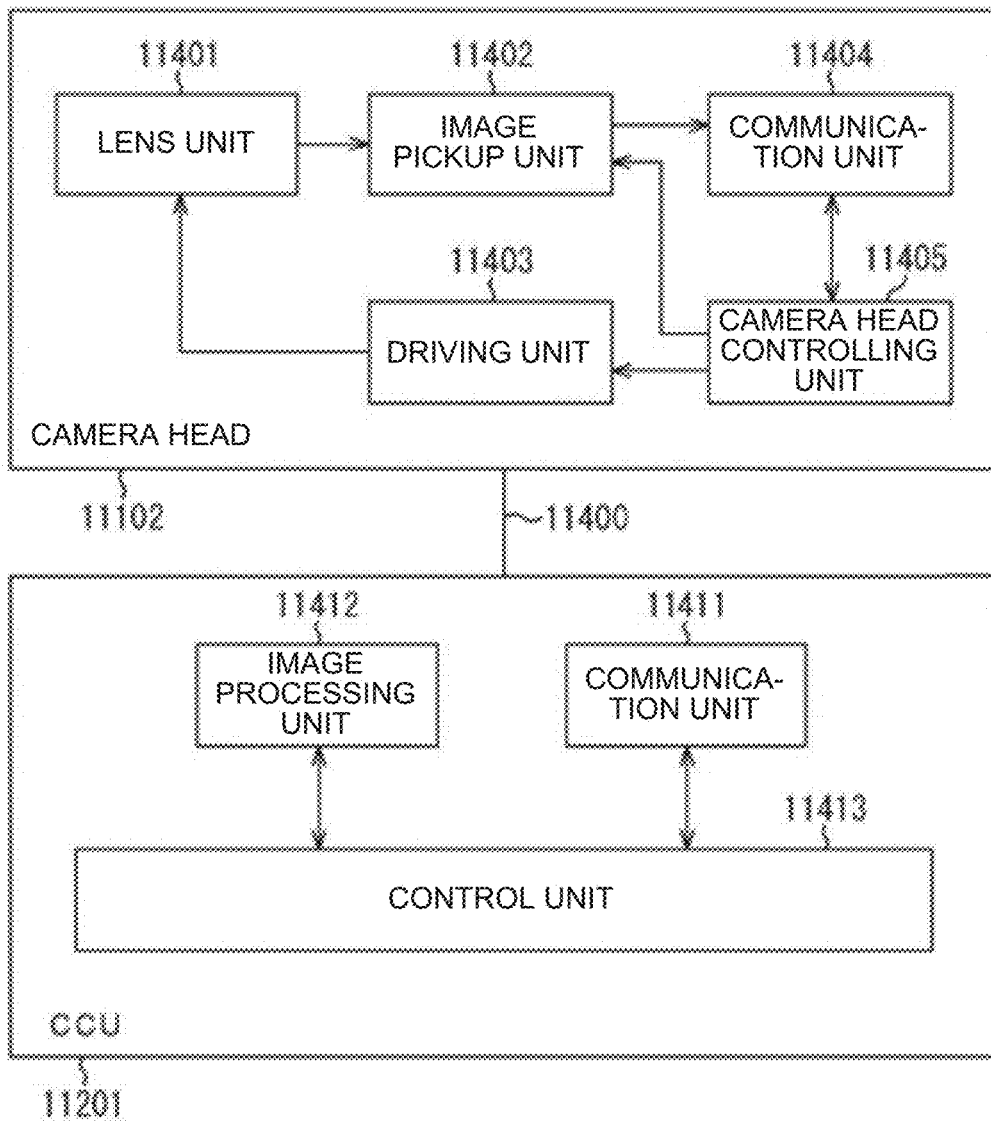 11401
11402
11404
LENS UNIT
IMAGE
PICKUP UNIT
COMMUNICA-
TION UNIT
11403
11405
DRIVING UNIT
CAMERA HEAD
CONTROLLING
UNIT
CAMERA HEAD
11102
11400
11412
11411
IMAGE
PROCESSING
UNIT
COMMUNICA-
TION UNIT
11413
CONTROL UNIT
CCU
11201